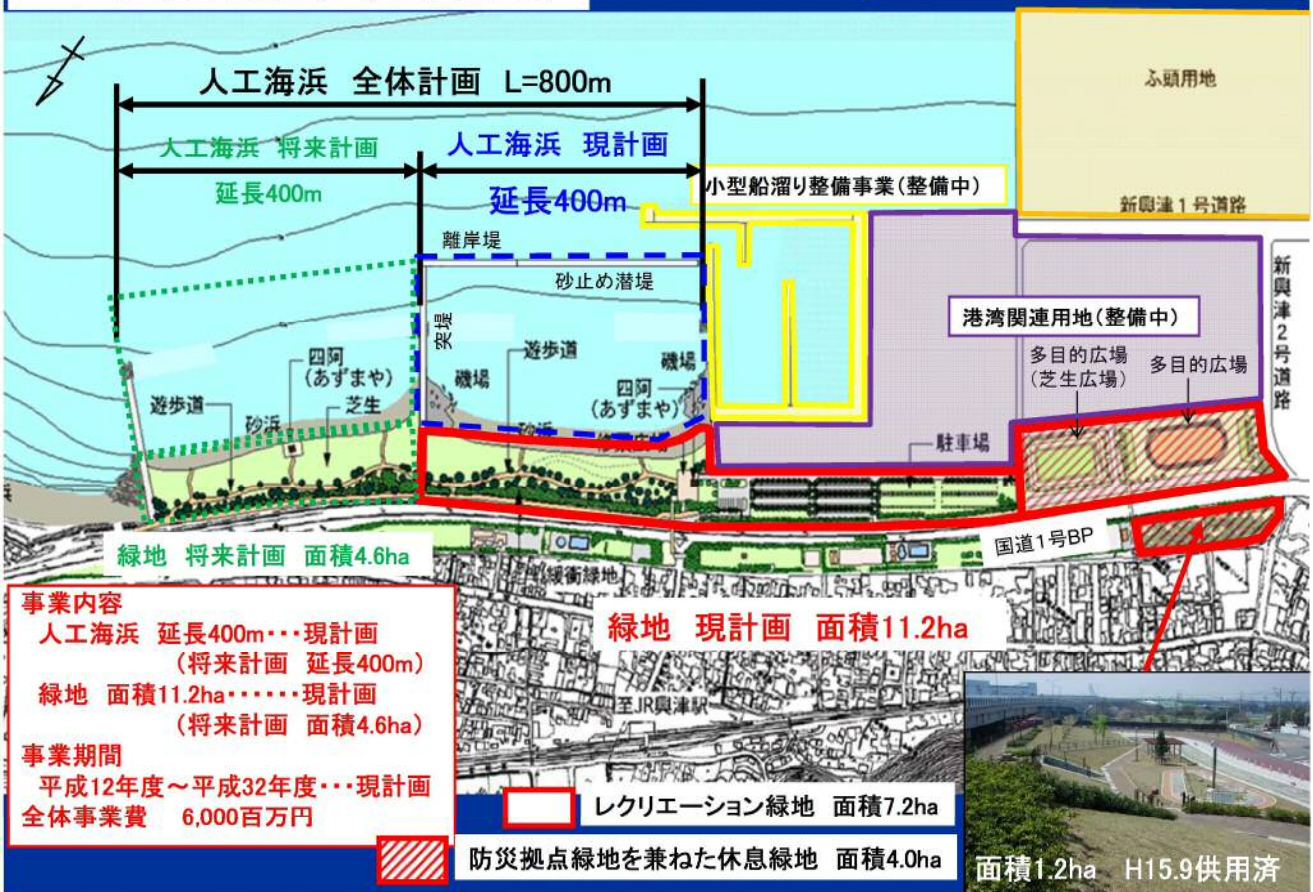 人工海浜 全体計画 L=800m
人工海浜 将来計画
延長400m
人工海浜 現計画
延長400m
小型船溜り整備事業(整備中)
ふ頭用地
新興津1号道路
新興津2号道路
離岸堤
砂止め潜堤
突堤
港湾関連用地(整備中)
多目的広場
(芝生広場)
多目的広場
四阿
(あずまや)
遊歩道
砂浜
芝生
磯場
遊歩道
磯場
四阿
(あずまや)
砂浜
駐車場
国道1号BP
緑地 将来計画 面積4.6ha
緩衝緑地
緑地 現計画 面積11.2ha
至JR興津駅
事業内容
人工海浜 延長400m・・・現計画
(将来計画 延長400m)
緑地 面積11.2ha・・・・・・現計画
(将来計画 面積4.6ha)
事業期間
平成12年度～平成32年度・・・現計画
全体事業費 6,000百万円
レクリエーション緑地 面積7.2ha
防災拠点緑地を兼ねた休息緑地 面積4.0ha
面積1.2ha H15.9供用済